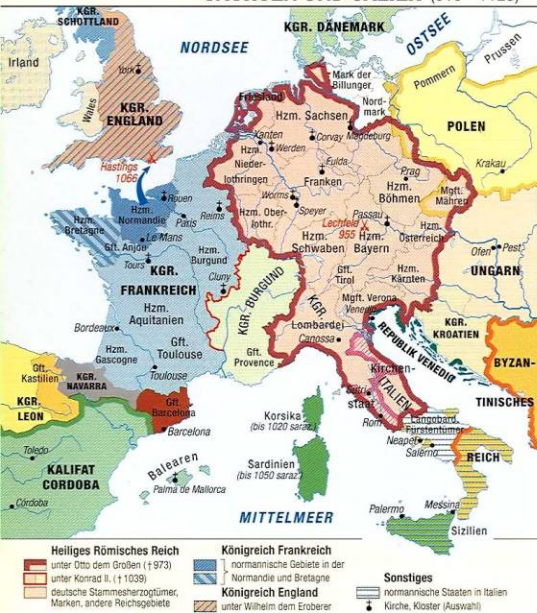 KGR.
SCHOTTLAND
Irland
York
Wales
KGR.
ENGLAND
Hastings
1066
NORDSEE
KGR. DÄNEMARK
OSTSEE
Prussen
Pommern
Mark der
Billunger
Nord-
mark
POLEN
Krakau
Friesland
Hzm. Sachsen
Xanten
Werden
Corvay
Magdeburg
Hzm.
Nieder-
lothringen
Fulda
Franken
Prag
Hzm.
Böhmen
Mgft.
Mähren
Worms
Speyer
Hzm. Ober-
lothr.
Lechfeld
955
Passau
Hzm.
Schwaben
Hzm.
Bayern
Hzm.
Österreich
Gft.
Tirol
Hzm.
Kärnten
Ofen
Pest
UNGARN
Mgft. Verona
Venedig
KGR.
Lombardei
Canossa
ITALIEN
Kirchen-
staat
Sutri
Rom
REPUBLIK VENEDIG
KGR.
KROATIEN
BYZAN-
TINISCHES
REICH
Langobard.
Fürstentümer
Neapel
Salerno
Rouen
Hzm.
Normandie
Paris
Reims
Hzm.
Bretagne
Le Mans
Gft. Anjou
Tours
Hzm.
Burgund
Cluny
KGR.
FRANKREICH
KGR. BURGUND
Hzm.
Aquitanien
Bordeaux
Gft.
Toulouse
Hzm.
Gascogne
Toulouse
Gft.
Provence
Gft.
Kastilien
KGR.
NAVARRA
KGR.
LEON
Gft.
Barcelona
Barcelona
Toledo
KALIFAT
CORDOBA
Córdoba
Balearen
Palma de Mallorca
Korsika
(bis 1020 saraz.)
Sardinien
(bis 1050 saraz.)
MITTELMEER
Palermo
Messina
Sizilien
Heiliges Römisches Reich
unter Otto dem Großen († 973)
unter Konrad II. († 1039)
deutsche Stammesherzogtümer,
Marken, andere Reichsgebiete
Königreich Frankreich
normannische Gebiete in der
Normandie und Bretagne
Königreich England
unter Wilhelm dem Eroberer
Sonstiges
normannische Staaten in Italien
Kirche, Kloster (Auswahl)